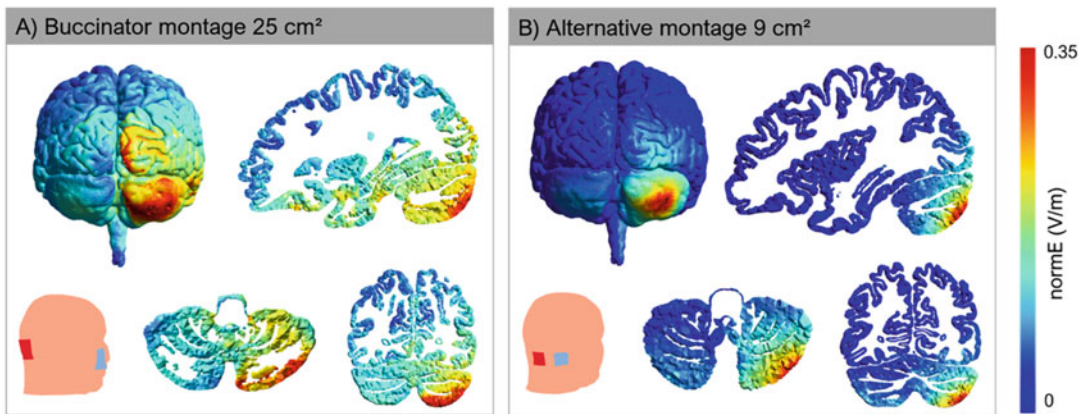 A) Buccinator montage 25 cm²
B) Alternative montage 9 cm²
0.35
normE (V/m)
0